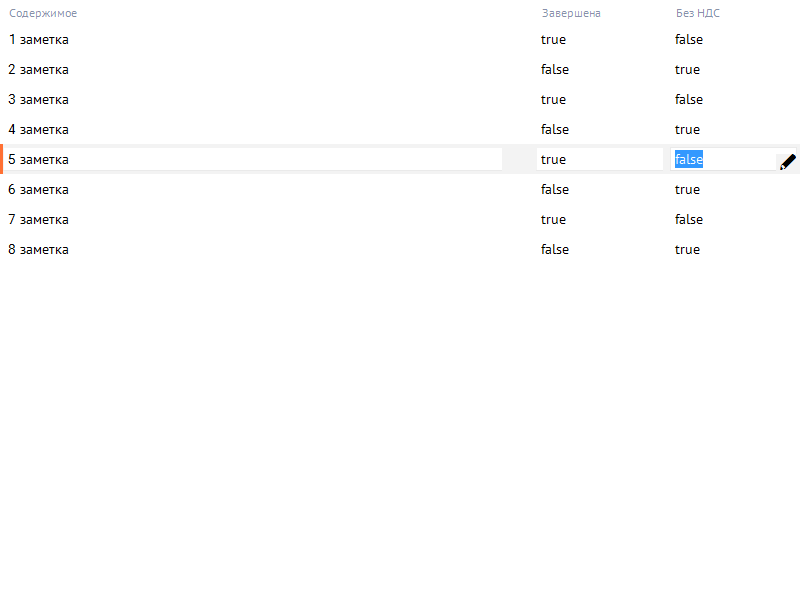 Содержимое Завершена Без НДС
1 заметка true false
2 заметка false true
3 заметка true false
4 заметка false true
5 заметка true false
6 заметка false true
7 заметка true false
8 заметка false true